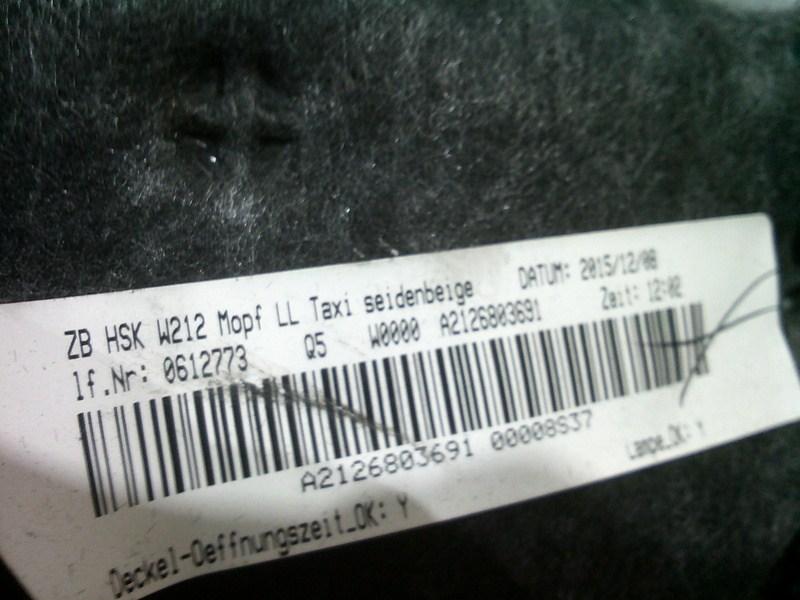 ZB HSK W212 Mopf LL Taxi seidenbeige DATUM: 2015/12/08
lf.Nr: 0612773 Q5 W0000 A2126803691 Zeit: 12:02
A2126803691 00008S37
Deckel-Oeffnungszeit_OK: Y Lampe_OK: Y